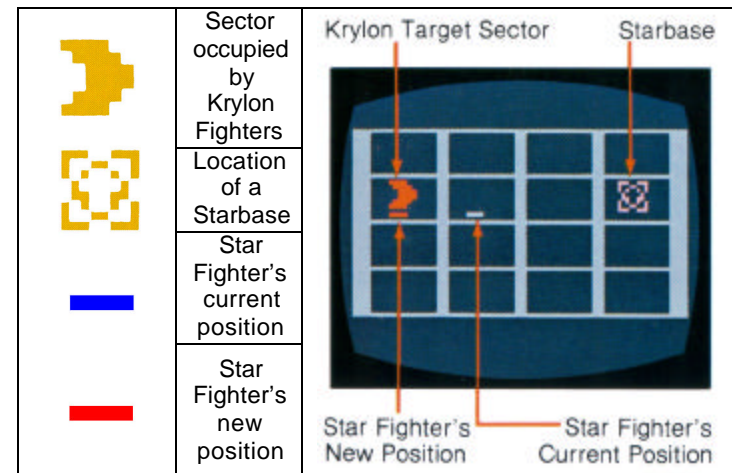 Sector
occupied
by
Krylon
Fighters
Location
of a
Starbase
Star
Fighter's
current
position
Star
Fighter's
new
position
Krylon Target Sector
Starbase
Star Fighter's
New Position
Star Fighter's
Current Position